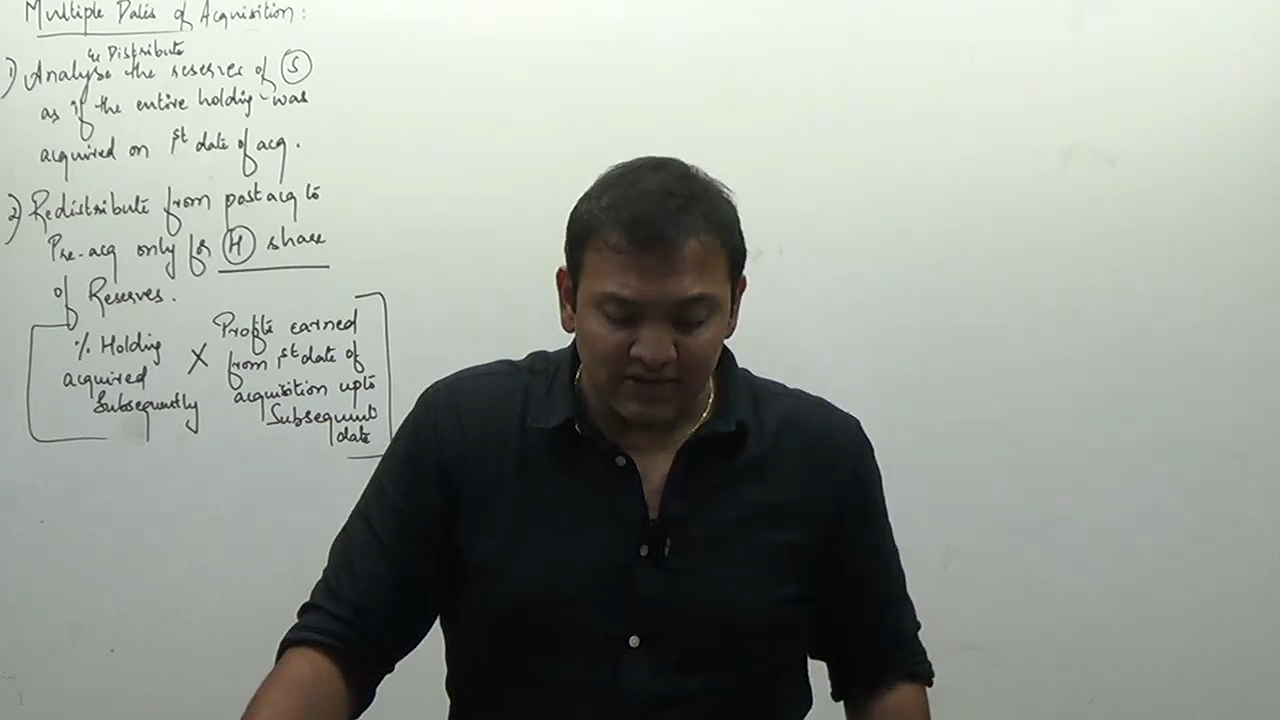 Multiple Dates of Acquisition:
& Distribute
1) Analyse the reserves of S
as if the entire holding was
acquired on 1st date of acq.
2) Redistribute from post acq to
Pre-acq only for H share
of Reserves.
% Holding
acquired
Subsequently
X
Profit earned
from 1st date of
acquisition upto
Subsequent
date